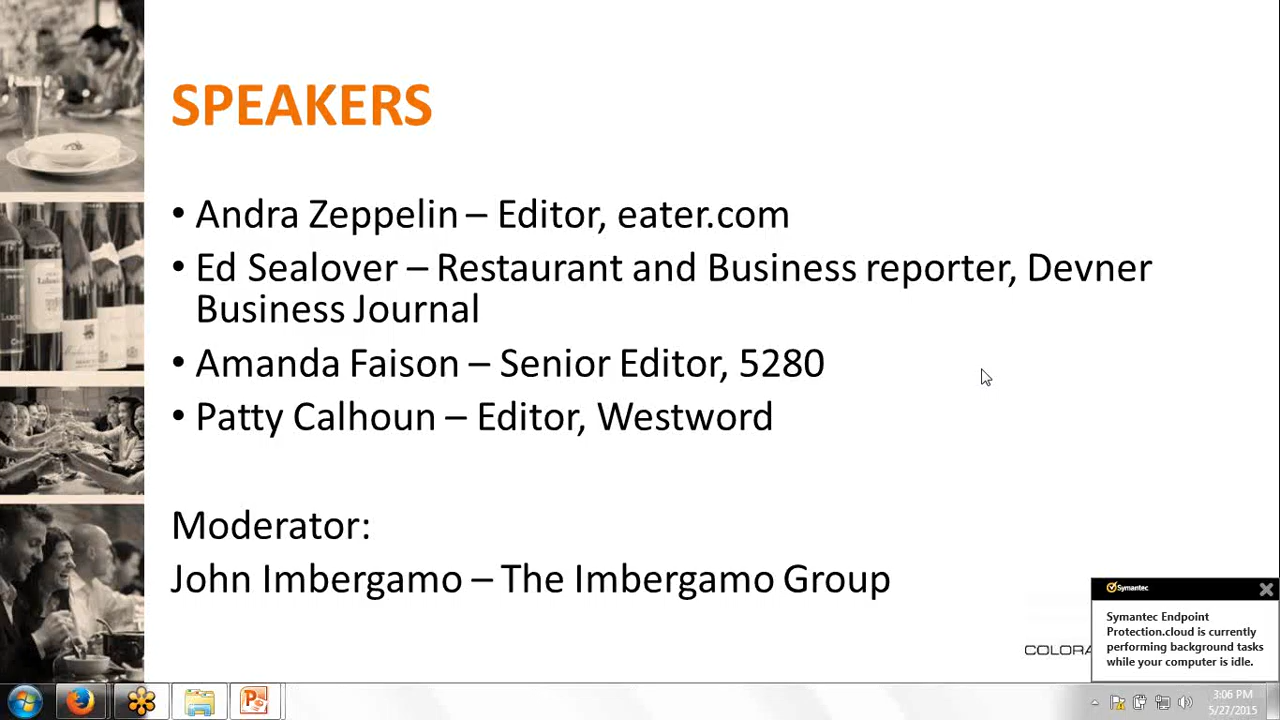 SPEAKERS
• Andra Zeppelin – Editor, eater.com
• Ed Sealover – Restaurant and Business reporter, Devner
Business Journal
• Amanda Faison – Senior Editor, 5280
• Patty Calhoun – Editor, Westword
Moderator:
John Imbergamo – The Imbergamo Group
COLORA
Symantec
Symantec Endpoint
Protection.cloud is currently
performing background tasks
while your computer is idle.
3:06 PM
5/27/2015